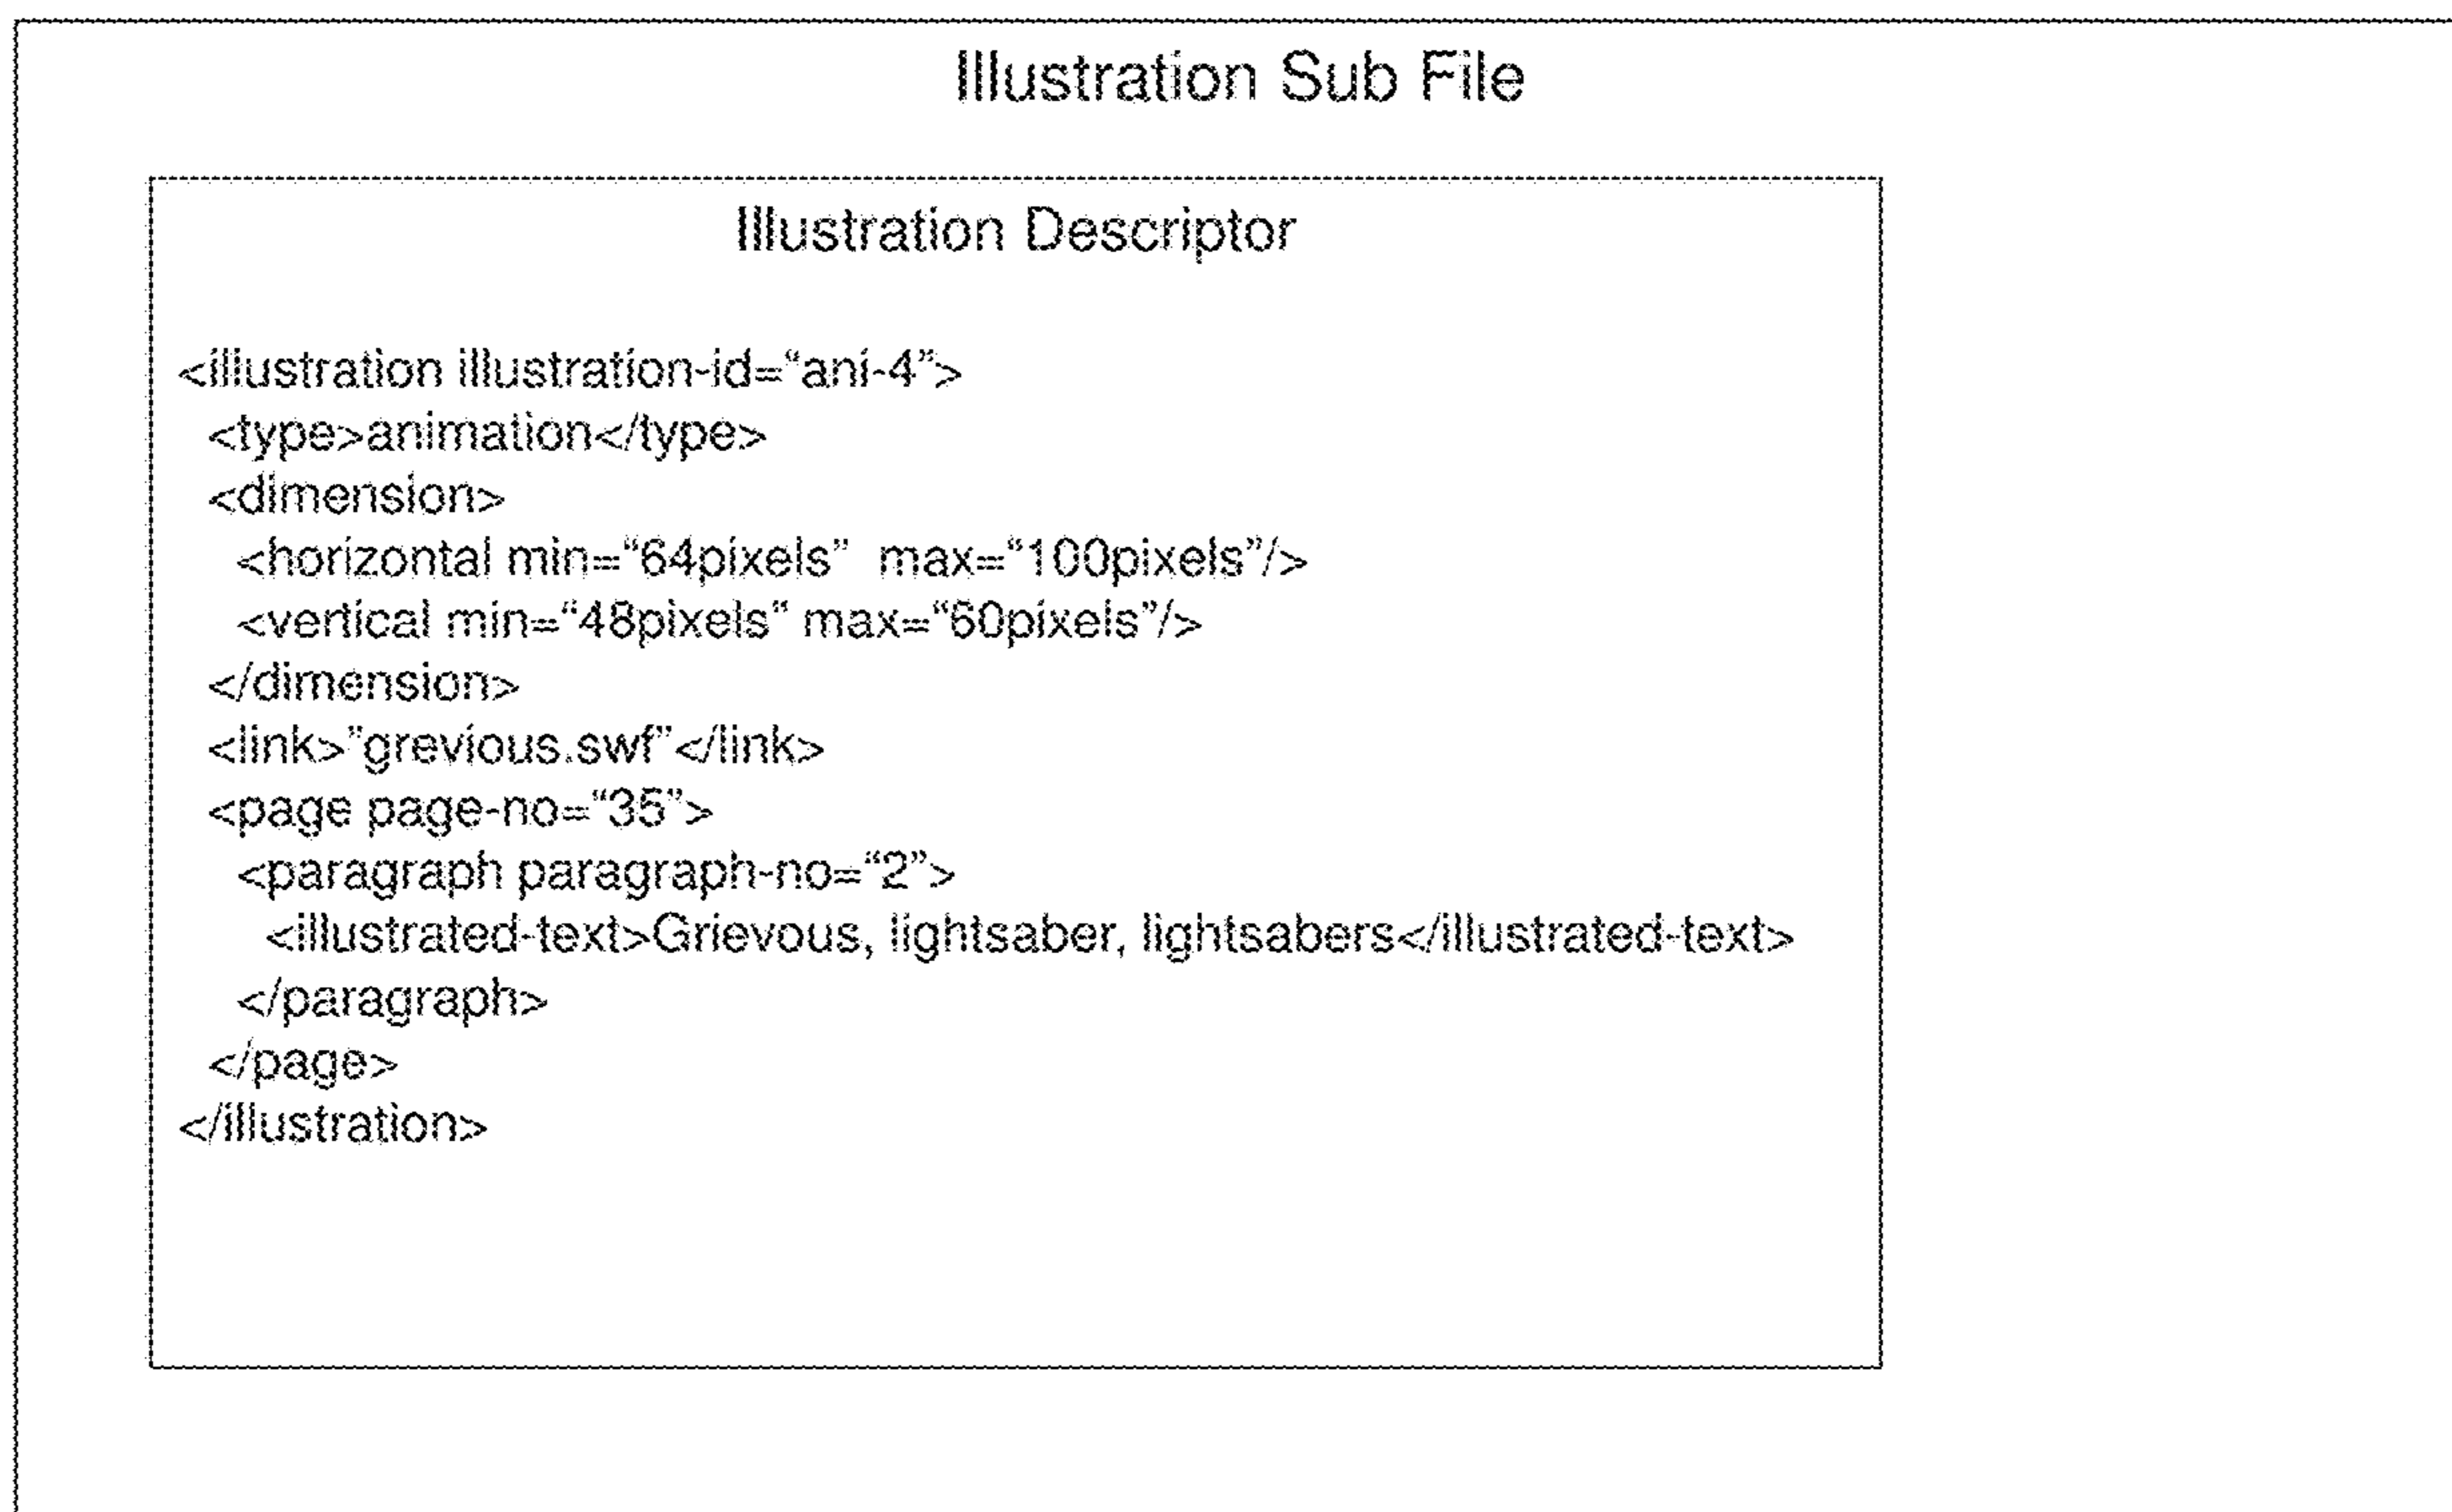 Illustration Sub File
Illustration Descriptor
<illustration illustration-id=“ani-4”>
<type>animation</type>
<dimension>
<horizontal min=“64pixels” max=“100pixels”/>
<vertical min=“48pixels“ max=“60pixels”/>
</dimension>
<link>”grevious.swf”</link>
<page page-no=“35”>
<paragraph paragraph-no=“2”>
<illustrated-text>Grievous, lightsaber, lightsabers</illustrated-text>
</paragraph>
</page>
</illustration>